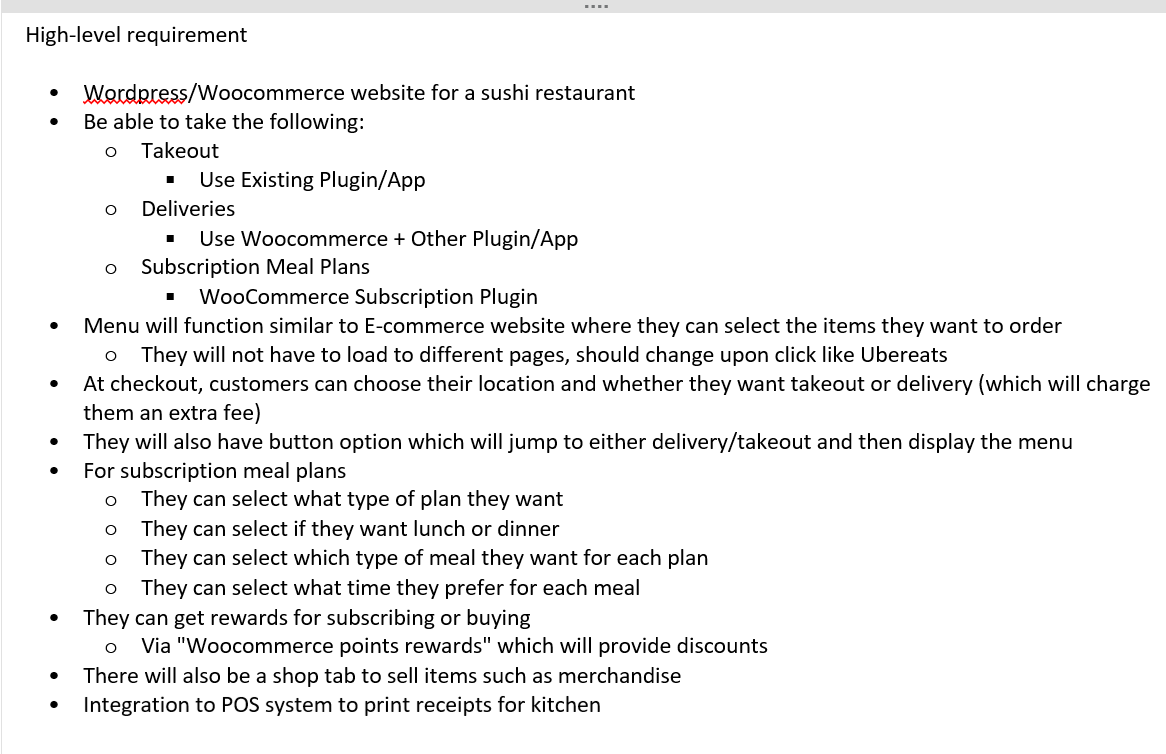 High-level requirement
• Wordpress/Woocommerce website for a sushi restaurant
• Be able to take the following:
o Takeout
▪ Use Existing Plugin/App
o Deliveries
▪ Use Woocommerce + Other Plugin/App
o Subscription Meal Plans
▪ WooCommerce Subscription Plugin
• Menu will function similar to E-commerce website where they can select the items they want to order
o They will not have to load to different pages, should change upon click like Ubereats
• At checkout, customers can choose their location and whether they want takeout or delivery (which will charge
them an extra fee)
• They will also have button option which will jump to either delivery/takeout and then display the menu
• For subscription meal plans
o They can select what type of plan they want
o They can select if they want lunch or dinner
o They can select which type of meal they want for each plan
o They can select what time they prefer for each meal
• They can get rewards for subscribing or buying
o Via "Woocommerce points rewards" which will provide discounts
• There will also be a shop tab to sell items such as merchandise
• Integration to POS system to print receipts for kitchen